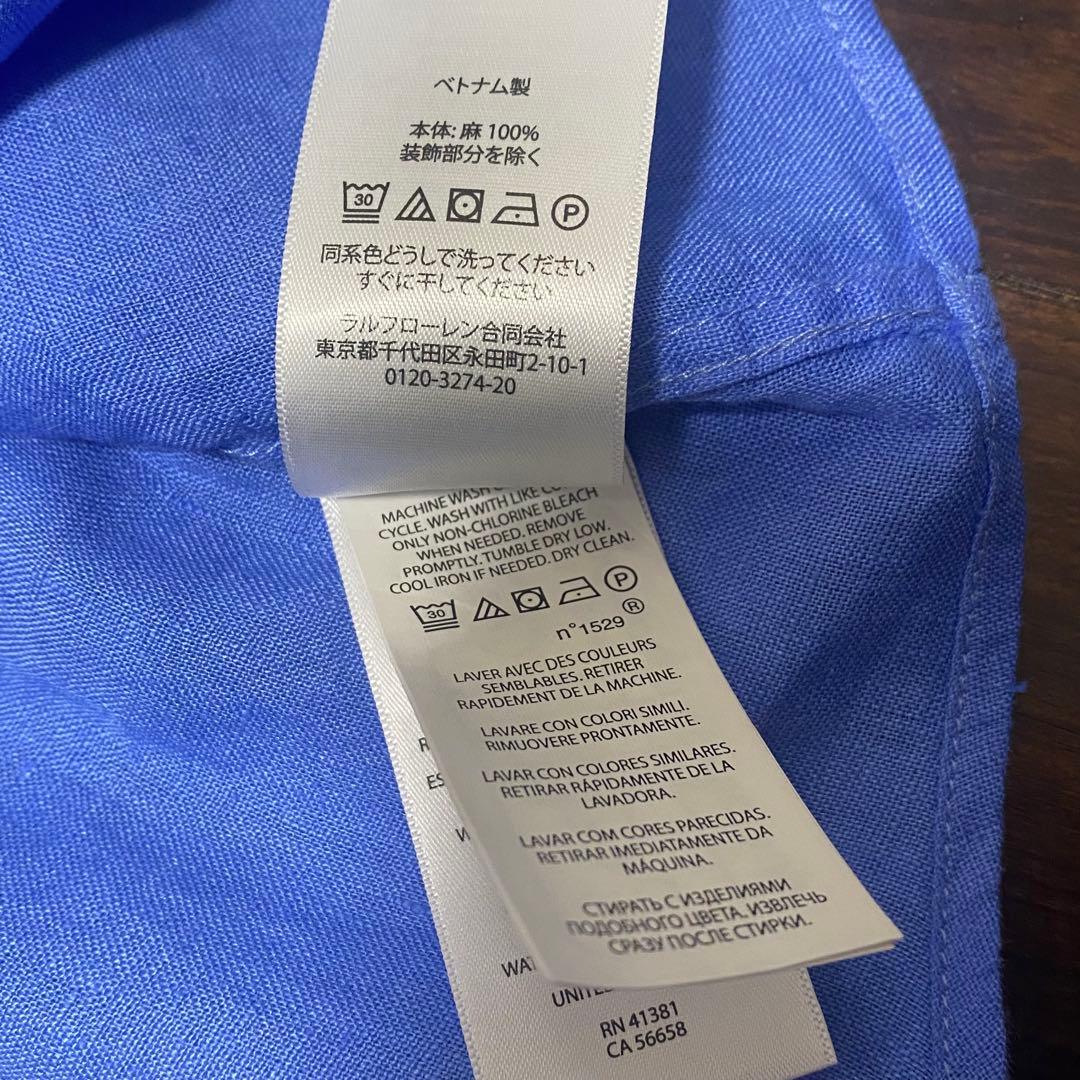 ベトナム製
本体: 麻 100%
装飾部分を除く
30
P
同系色どうしで洗ってください
すぐに干してください
ラルフローレン合同会社
東京都千代田区永田町2-10-1
0120-3274-20
MACHINE WASH
CYCLE. WASH WITH LIKE
ONLY NON-CHLORINE BLEACH
WHEN NEEDED. REMOVE
PROMPTLY. TUMBLE DRY LOW.
COOL IRON IF NEEDED. DRY CLEAN.
30
P
n°1529 ®
LAVER AVEC DES COULEURS
SEMBLABLES. RETIRER
RAPIDEMENT DE LA MACHINE.
LAVARE CON COLORI SIMILI.
RIMUOVERE PRONTAMENTE.
LAVAR CON COLORES SIMILARES.
RETIRAR RÁPIDAMENTE DE LA
LAVADORA.
LAVAR COM CORES PARECIDAS.
RETIRAR IMEDIATAMENTE DA
MÁQUINA.
СТИРАТЬ С ИЗДЕЛИЯМИ
ПОДОБНОГО ЦВЕТА. ИЗВЛЕЧЬ
СРАЗУ ПОСЛЕ СТИРКИ.
RN 41381
CA 56658